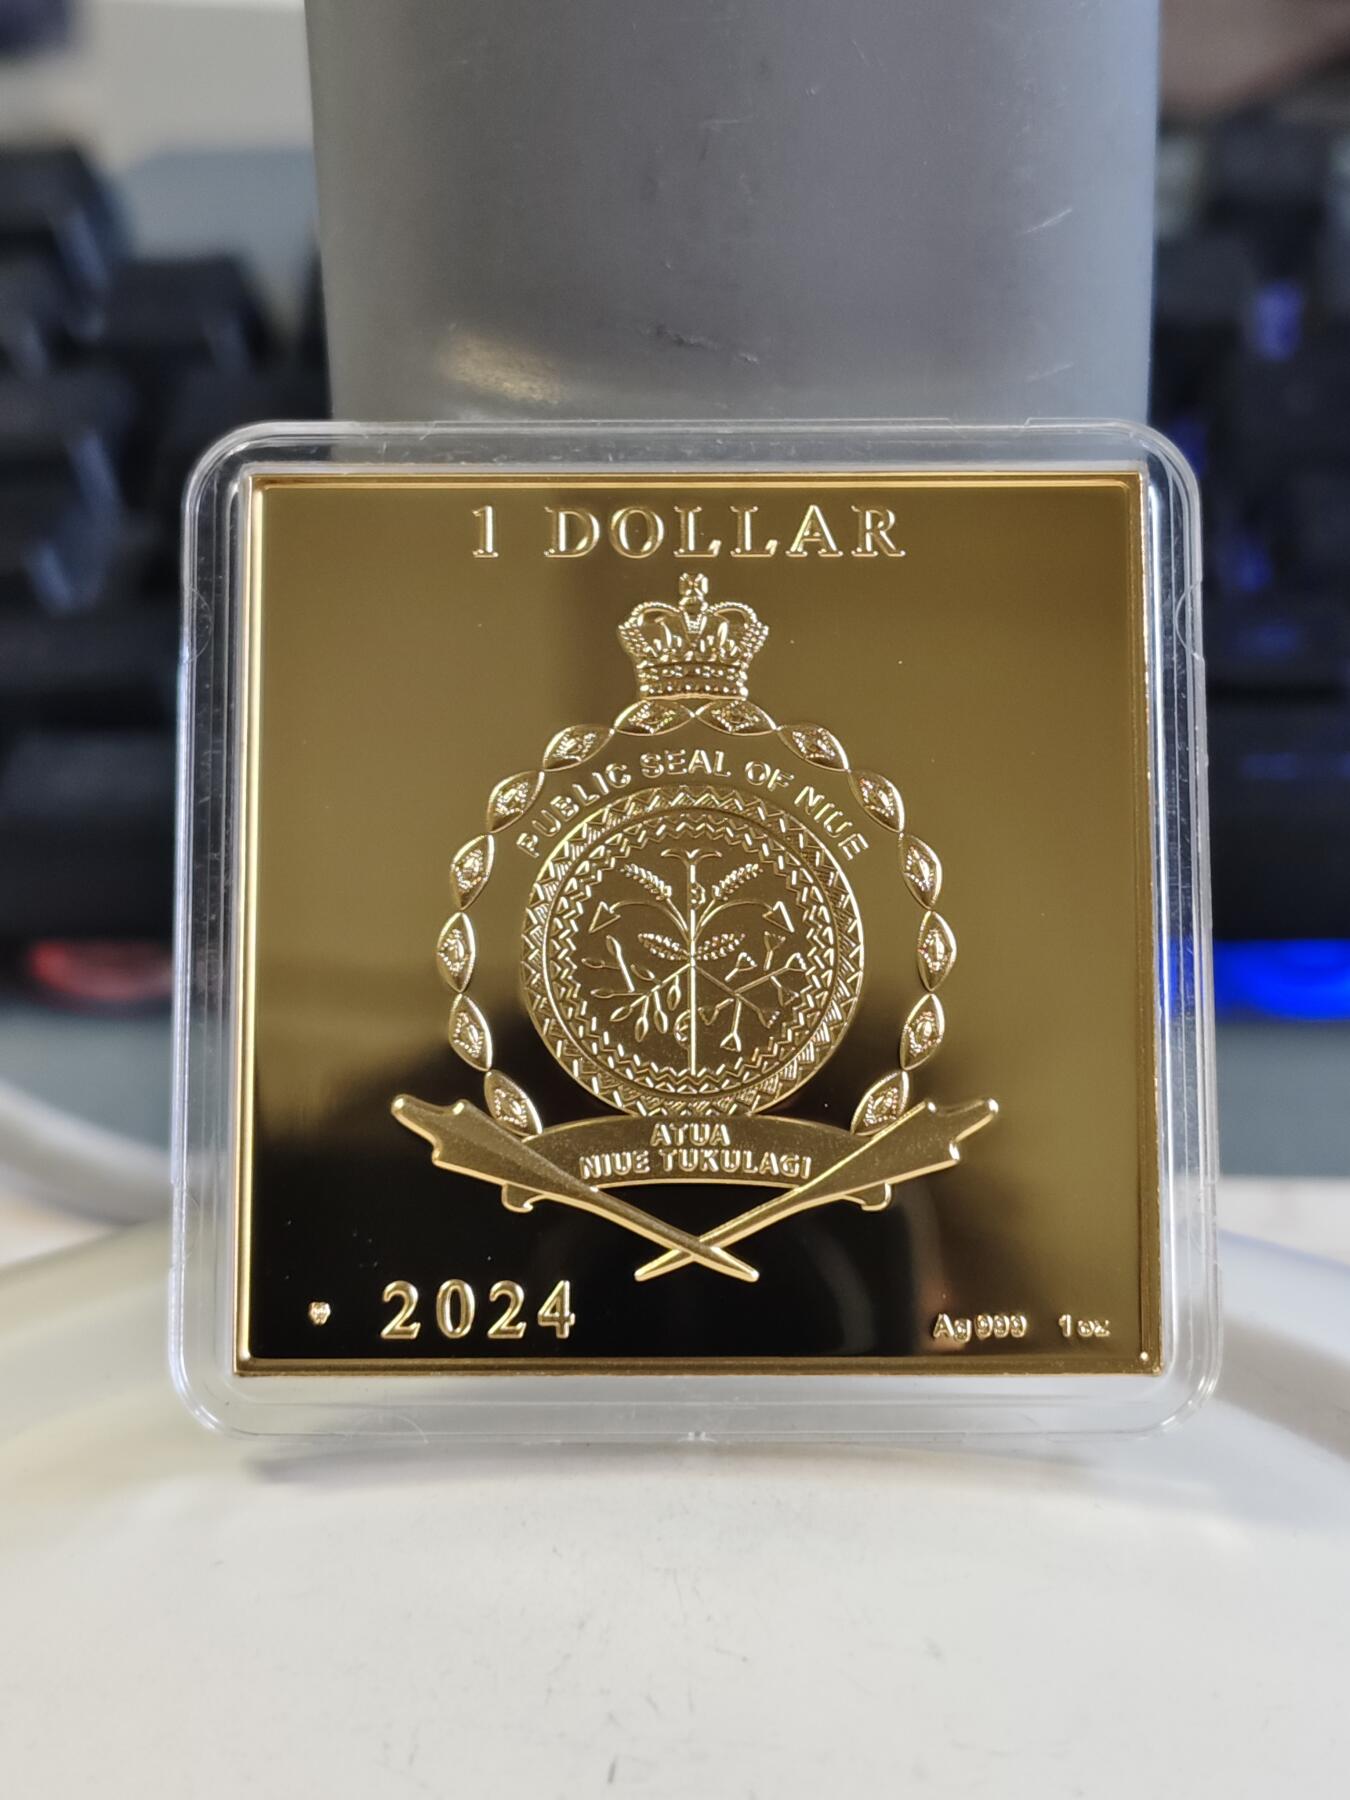 1 DOLLAR
PUBLIC SEAL OF NIUE
ATUA
NIUE TUKULAGI
2024
Ag 999 1 oz